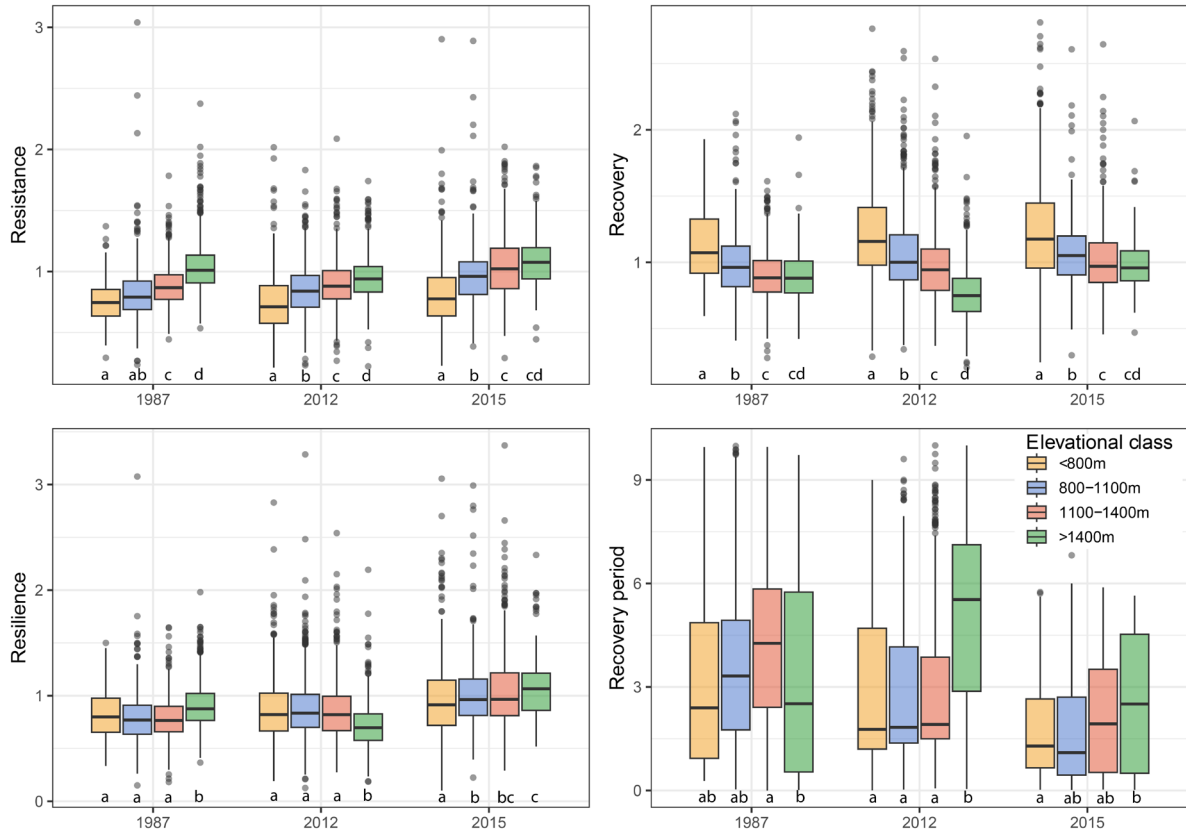 Resistance
3
2
1
a ab c d a b c d a b c cd
1987 2012 2015
Recovery
2
1
a b c cd a b c d a b c cd
1987 2012 2015
Resilience
3
2
1
0
a a a b a a a b a b bc c
1987 2012 2015
Recovery period
9
6
3
0
Elevational class
<800m
800−1100m
1100−1400m
>1400m
ab ab a b a a a b a ab ab b
1987 2012 2015